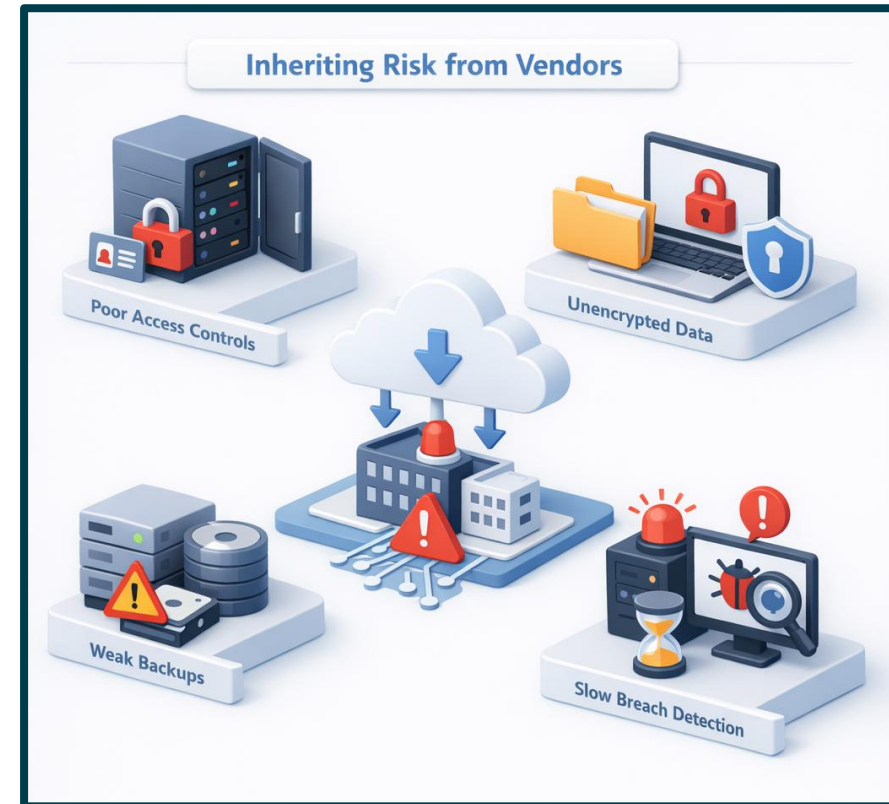 Inheriting Risk from Vendors
Poor Access Controls
Unencrypted Data
Weak Backups
Slow Breach Detection